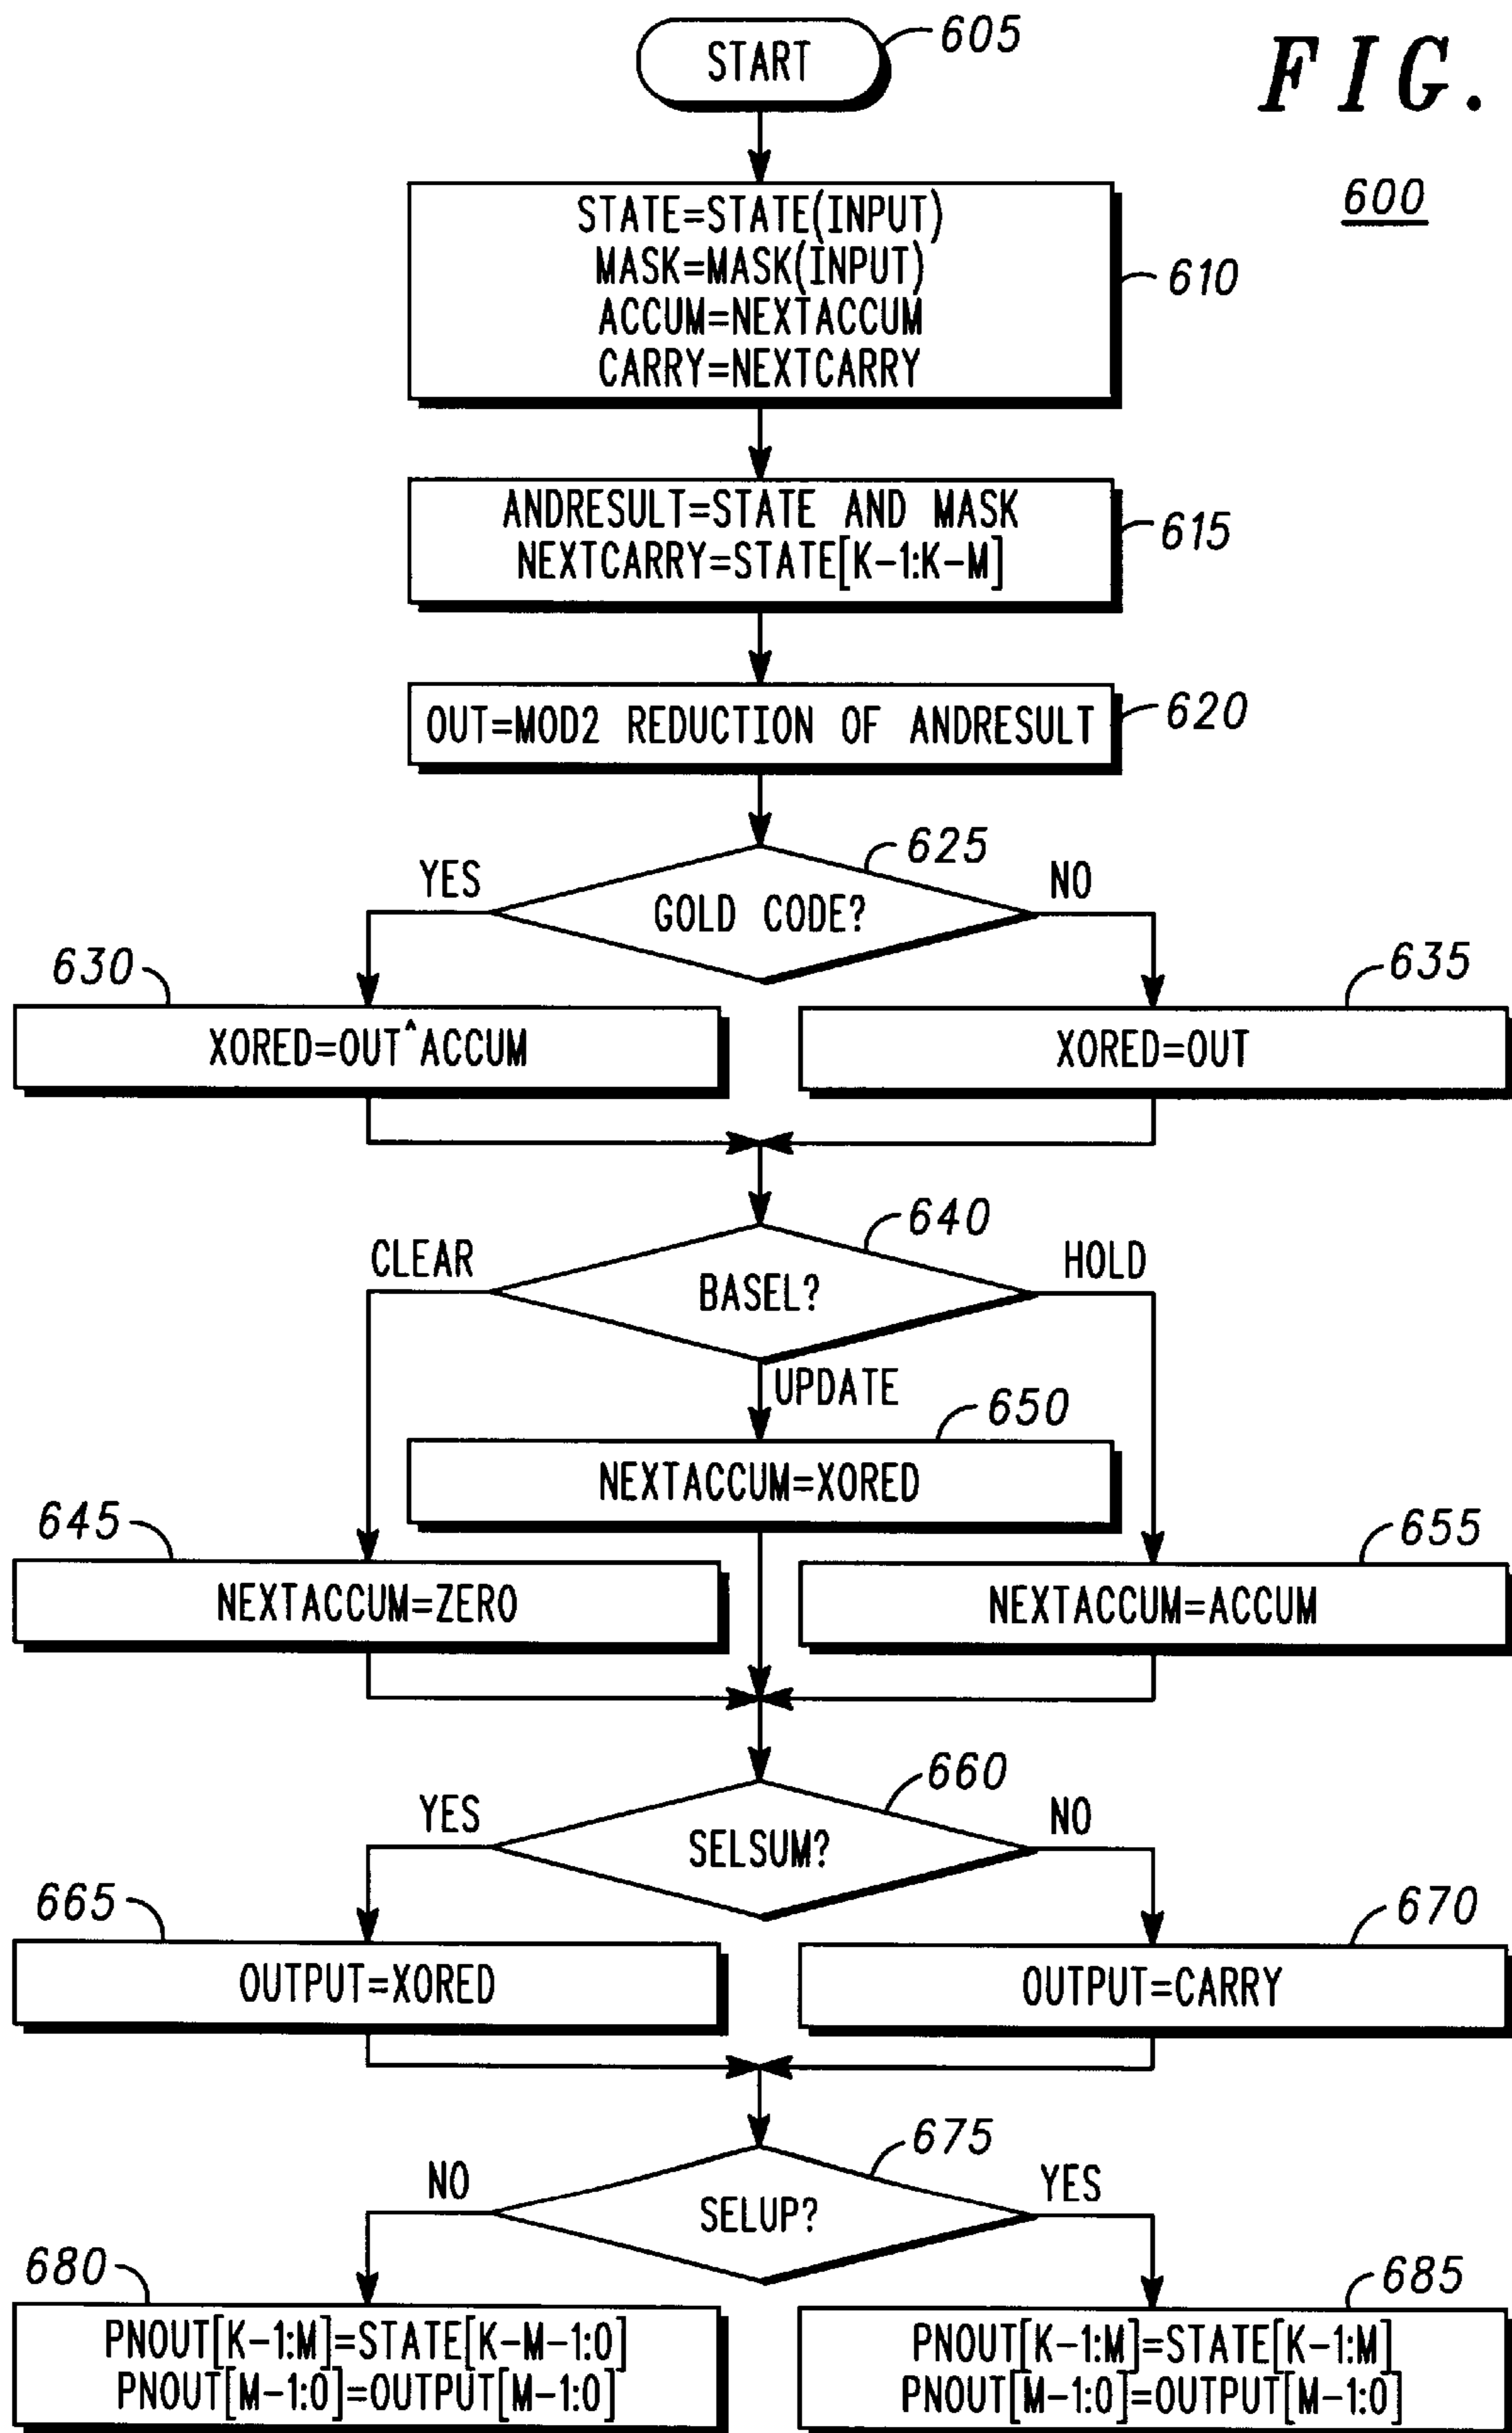 START
605
FIG.
600
STATE=STATE(INPUT)
MASK=MASK(INPUT)
ACCUM=NEXTACCUM
CARRY=NEXTCARRY
610
ANDRESULT=STATE AND MASK
NEXTCARRY=STATE[K-1:K-M]
615
OUT=MOD2 REDUCTION OF ANDRESULT
620
625
YES
GOLD CODE?
NO
630
635
XORED=OUT^ACCUM
XORED=OUT
640
CLEAR
BASEL?
HOLD
UPDATE
650
NEXTACCUM=XORED
645
655
NEXTACCUM=ZERO
NEXTACCUM=ACCUM
660
YES
SELSUM?
NO
665
670
OUTPUT=XORED
OUTPUT=CARRY
675
NO
SELUP?
YES
680
685
PNOUT[K-1:M]=STATE[K-M-1:0]
PNOUT[M-1:0]=OUTPUT[M-1:0]
PNOUT[K-1:M]=STATE[K-1:M]
PNOUT[M-1:0]=OUTPUT[M-1:0]